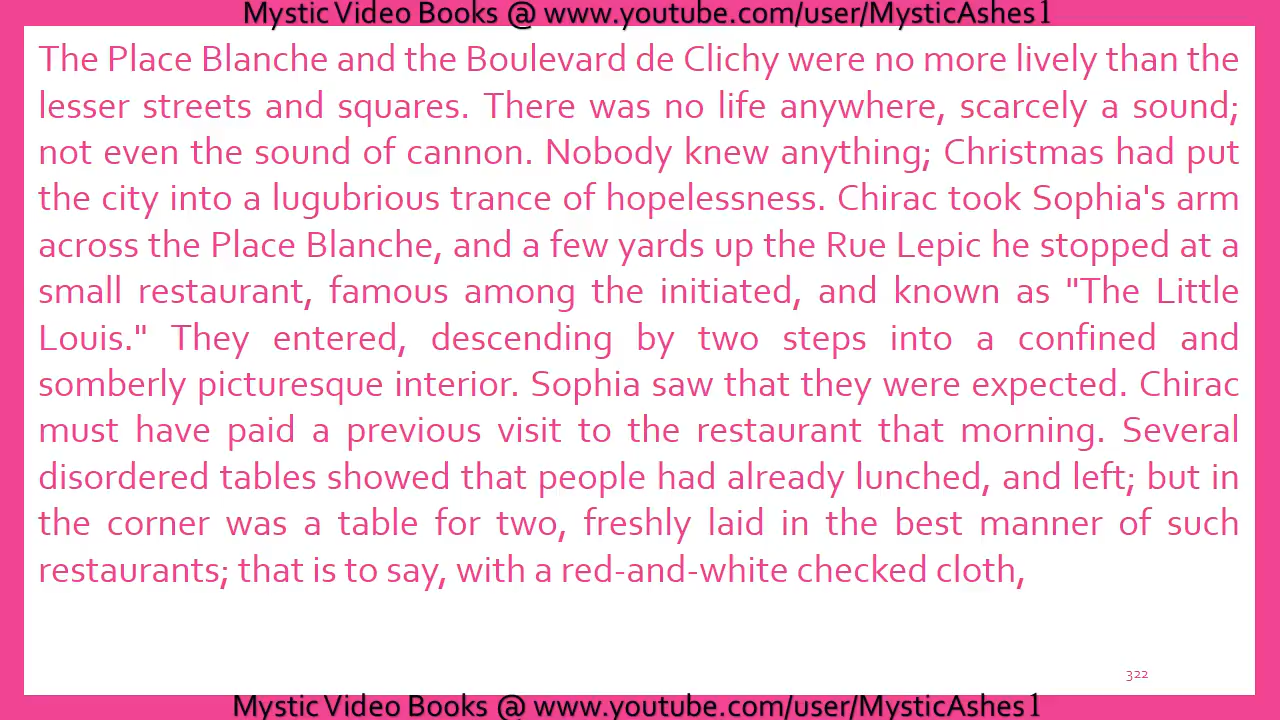 Mystic Video Books @ www.youtube.com/user/MysticAshes1
The Place Blanche and the Boulevard de Clichy were no more lively than the
lesser streets and squares. There was no life anywhere, scarcely a sound;
not even the sound of cannon. Nobody knew anything; Christmas had put
the city into a lugubrious trance of hopelessness. Chirac took Sophia's arm
across the Place Blanche, and a few yards up the Rue Lepic he stopped at a
small restaurant, famous among the initiated, and known as "The Little
Louis." They entered, descending by two steps into a confined and
somberly picturesque interior. Sophia saw that they were expected. Chirac
must have paid a previous visit to the restaurant that morning. Several
disordered tables showed that people had already lunched, and left; but in
the corner was a table for two, freshly laid in the best manner of such
restaurants; that is to say, with a red-and-white checked cloth,
322
Mystic Video Books @ www.youtube.com/user/MysticAshes1